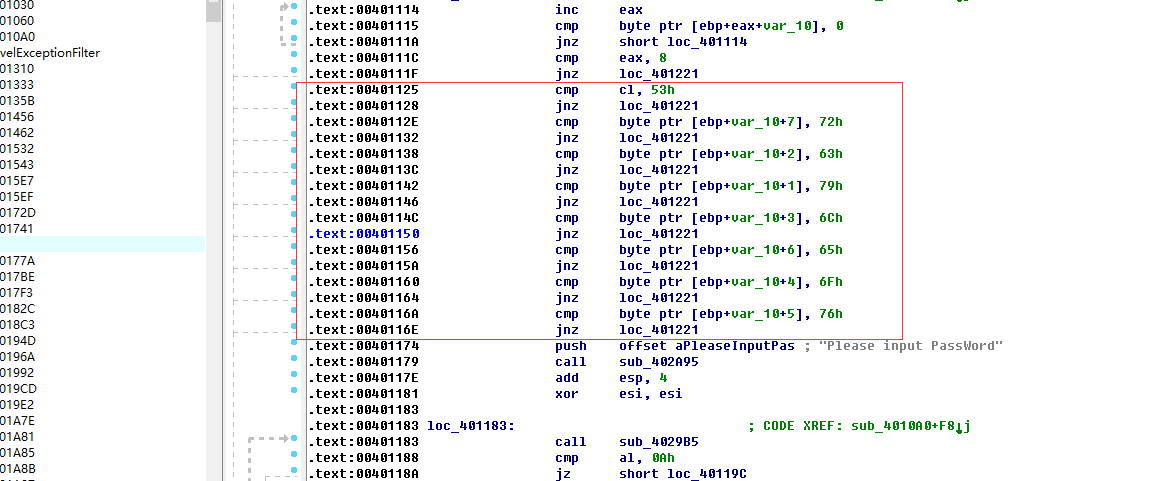 01030
01060
010A0
velExceptionFilter
01310
01333
0135B
01456
01462
01532
01543
015E7
015EF
0172D
01741
0177A
017BE
017F3
0182C
018C3
0194D
0196A
01992
019CD
019E2
01A7E
01A81
01A85
01A8B
.text:00401114 inc eax
.text:00401115 cmp byte ptr [ebp+eax+var_10], 0
.text:0040111A jnz short loc_401114
.text:0040111C cmp eax, 8
.text:0040111F jnz loc_401221
.text:00401125 cmp cl, 53h
.text:00401128 jnz loc_401221
.text:0040112E cmp byte ptr [ebp+var_10+7], 72h
.text:00401132 jnz loc_401221
.text:00401138 cmp byte ptr [ebp+var_10+2], 63h
.text:0040113C jnz loc_401221
.text:00401142 cmp byte ptr [ebp+var_10+1], 79h
.text:00401146 jnz loc_401221
.text:0040114C cmp byte ptr [ebp+var_10+3], 6Ch
.text:00401150 jnz loc_401221
.text:00401156 cmp byte ptr [ebp+var_10+6], 65h
.text:0040115A jnz loc_401221
.text:00401160 cmp byte ptr [ebp+var_10+4], 6Fh
.text:00401164 jnz loc_401221
.text:0040116A cmp byte ptr [ebp+var_10+5], 76h
.text:0040116E jnz loc_401221
.text:00401174 push offset aPleaseInputPas ; "Please input PassWord"
.text:00401179 call sub_402A95
.text:0040117E add esp, 4
.text:00401181 xor esi, esi
.text:00401183
.text:00401183 loc_401183: ; CODE XREF: sub_4010A0+F8↓j
.text:00401183 call sub_4029B5
.text:00401188 cmp al, 0Ah
.text:0040118A jz short loc_40119C